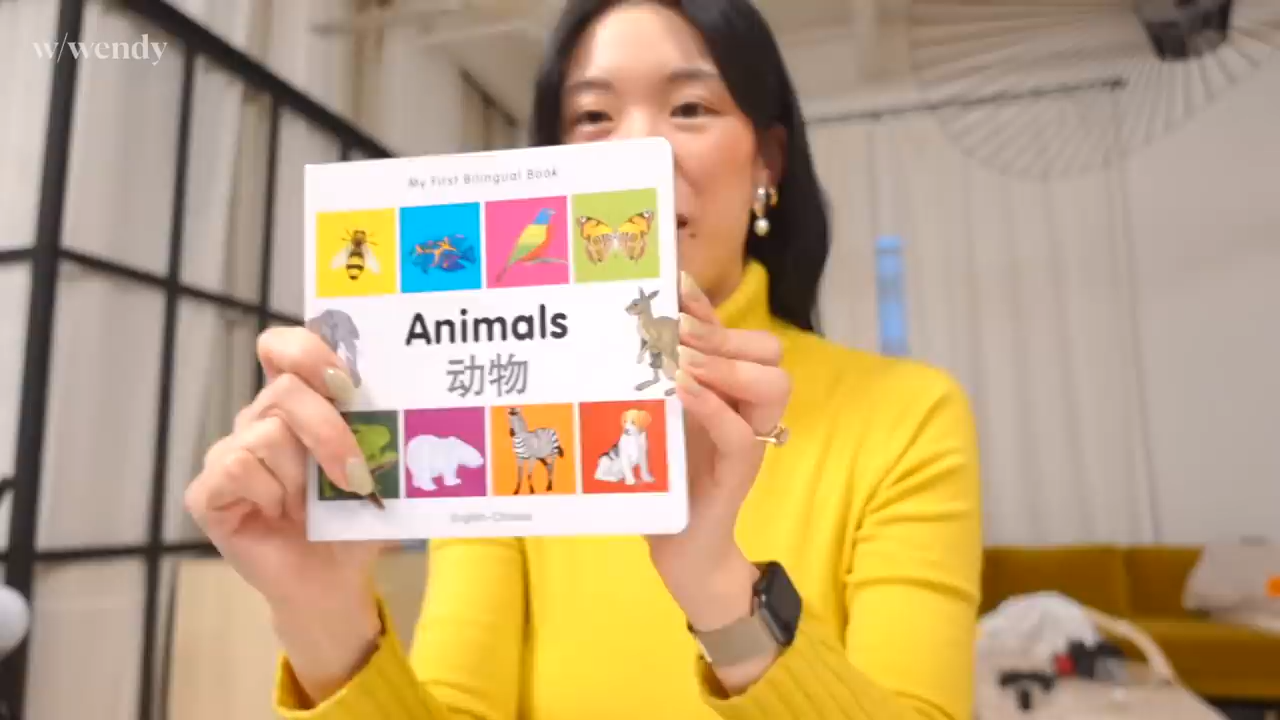 w/wendy
My First Bilingual Book
Animals
动物
English-Chinese